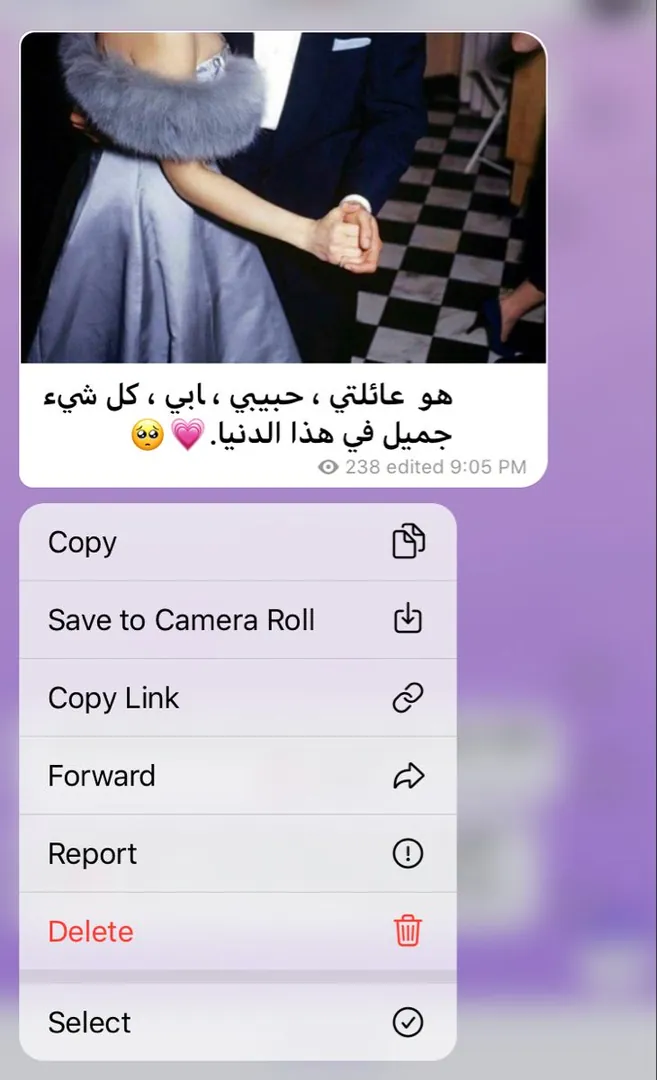 هو عائلتي ، حبيبي ، ابي ، كل شيء
جميل في هذا الدنيا. 💗🥺
238 edited 9:05 PM
Copy
Save to Camera Roll
Copy Link
Forward
Report
Delete
Select